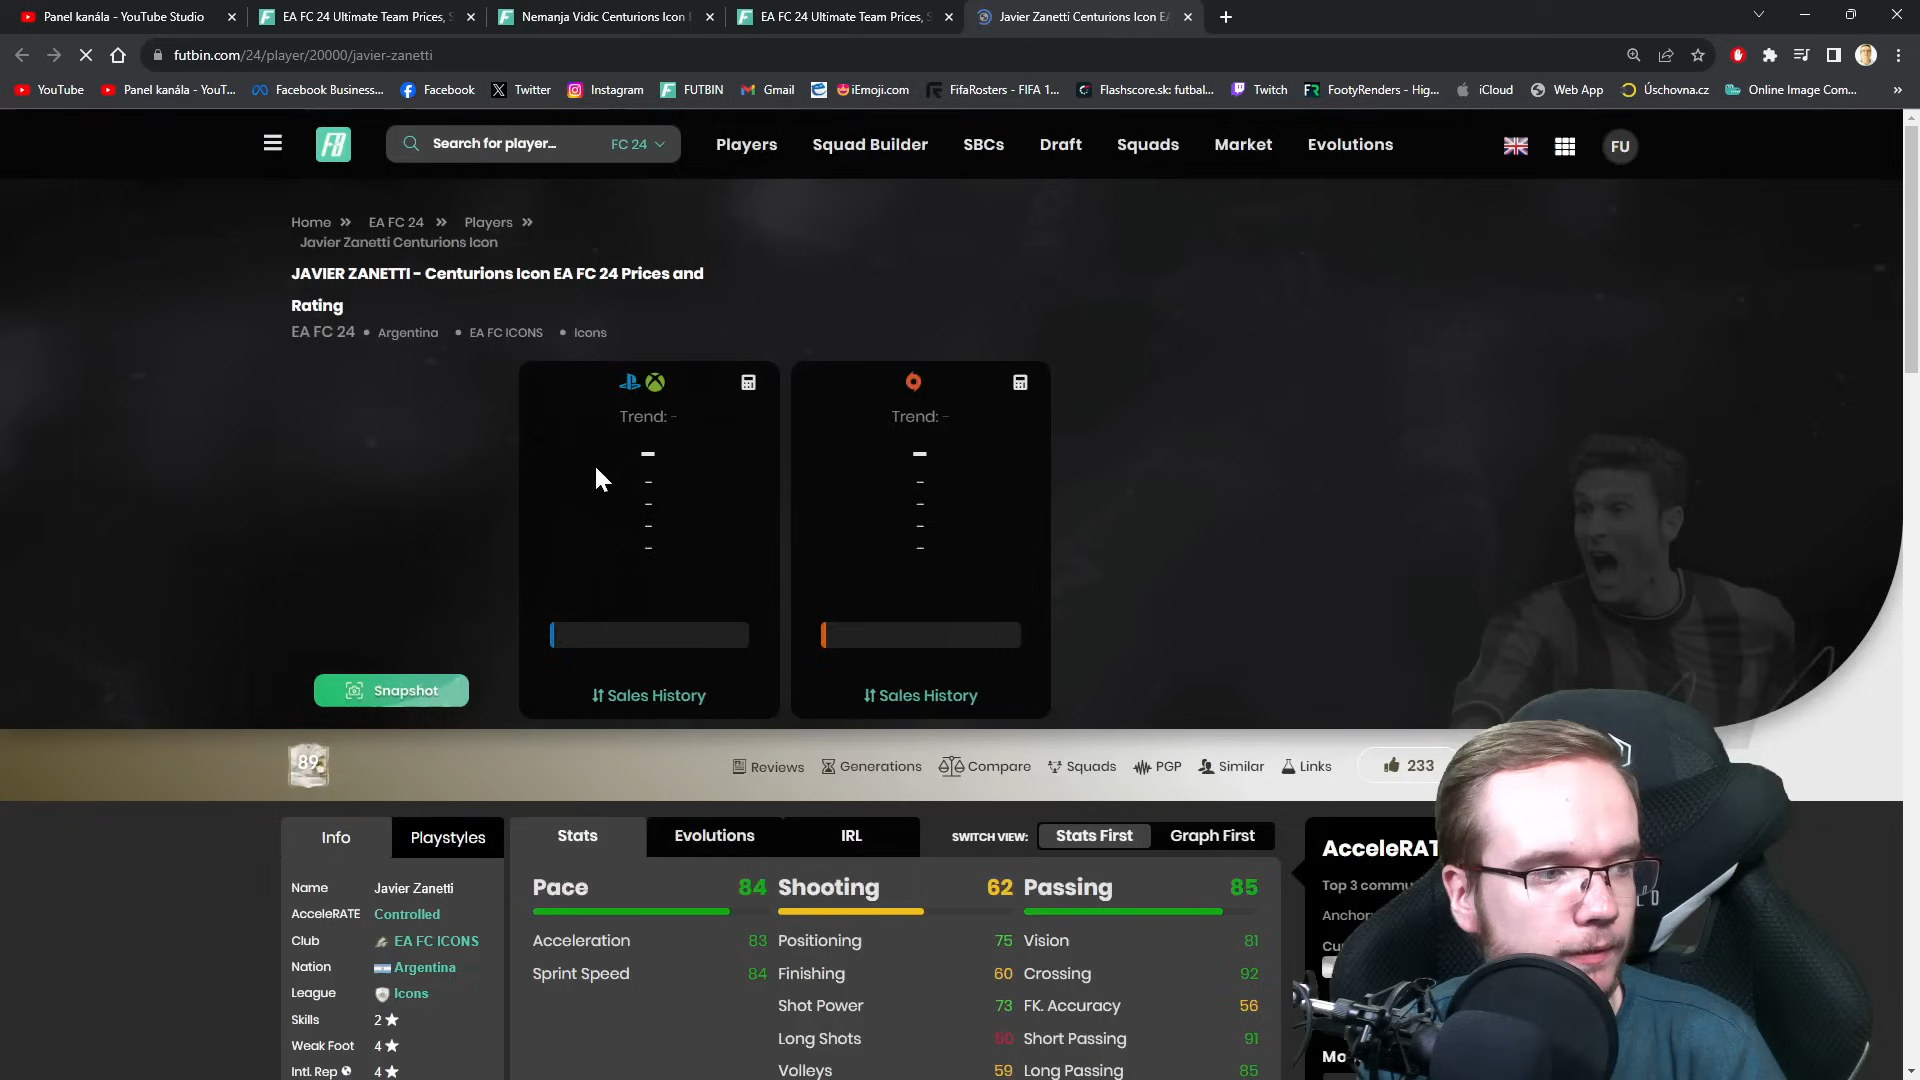 Panel kanála - YouTube Studio
EA FC 24 Ultimate Team Prices, S
Nemanja Vidic Centurions Icon E
EA FC 24 Ultimate Team Prices, S
Javier Zanetti Centurions Icon EA
futbin.com/24/player/20000/javier-zanetti
YouTube
Panel kanála - YouT...
Facebook Business...
Facebook
Twitter
Instagram
FUTBIN
Gmail
iEmoji.com
FifaRosters - FIFA 1...
Flashscore.sk: futbal...
Twitch
FootyRenders - Hig...
iCloud
Web App
Úschovna.cz
Online Image Com...
Search for player...
FC 24
Players
Squad Builder
SBCs
Draft
Squads
Market
Evolutions
FU
Home » EA FC 24 » Players »
Javier Zanetti Centurions Icon
JAVIER ZANETTI - Centurions Icon EA FC 24 Prices and
Rating
EA FC 24 • Argentina • EA FC ICONS • Icons
Trend: -
-
-
-
-
-
Sales History
Trend: -
-
-
-
-
-
Sales History
Snapshot
89
Reviews
Generations
Compare
Squads
PGP
Similar
Links
233
Info
Playstyles
Name Javier Zanetti
AcceleRATE Controlled
Club EA FC ICONS
Nation Argentina
League Icons
Skills 2
Weak Foot 4
Intl. Rep 4
Stats
Evolutions
IRL
SWITCH VIEW:
Stats First
Graph First
Pace 84
Acceleration 83
Sprint Speed 84
Shooting 62
Positioning 75
Finishing 60
Shot Power 73
Long Shots 50
Volleys 59
Passing 85
Vision 81
Crossing 92
FK. Accuracy 56
Short Passing 91
Long Passing 85
AcceleRAT
Top 3 commu
Anchor
Cu
Mo